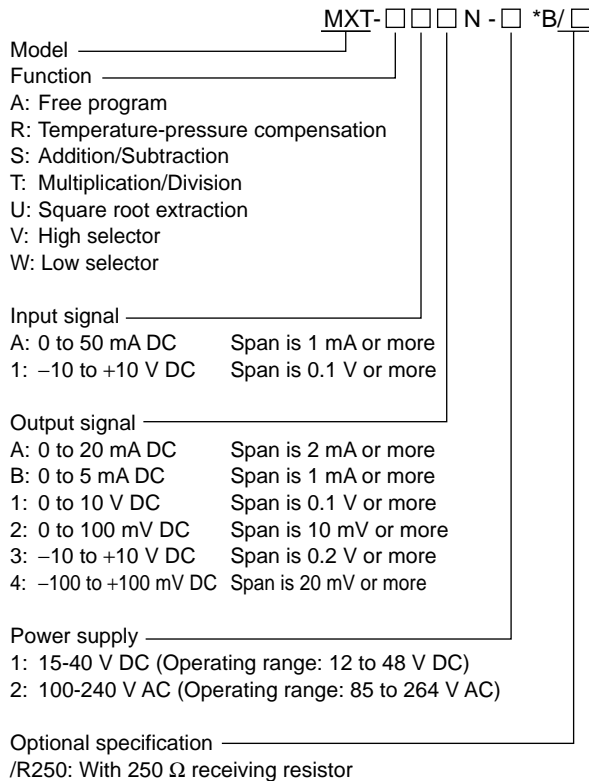 MXT-□□□N-□ *B/□
Model
Function
A: Free program
R: Temperature-pressure compensation
S: Addition/Subtraction
T: Multiplication/Division
U: Square root extraction
V: High selector
W: Low selector
Input signal
A: 0 to 50 mA DC Span is 1 mA or more
1: −10 to +10 V DC Span is 0.1 V or more
Output signal
A: 0 to 20 mA DC Span is 2 mA or more
B: 0 to 5 mA DC Span is 1 mA or more
1: 0 to 10 V DC Span is 0.1 V or more
2: 0 to 100 mV DC Span is 10 mV or more
3: −10 to +10 V DC Span is 0.2 V or more
4: −100 to +100 mV DC Span is 20 mV or more
Power supply
1: 15-40 V DC (Operating range: 12 to 48 V DC)
2: 100-240 V AC (Operating range: 85 to 264 V AC)
Optional specification
/R250: With 250 Ω receiving resistor